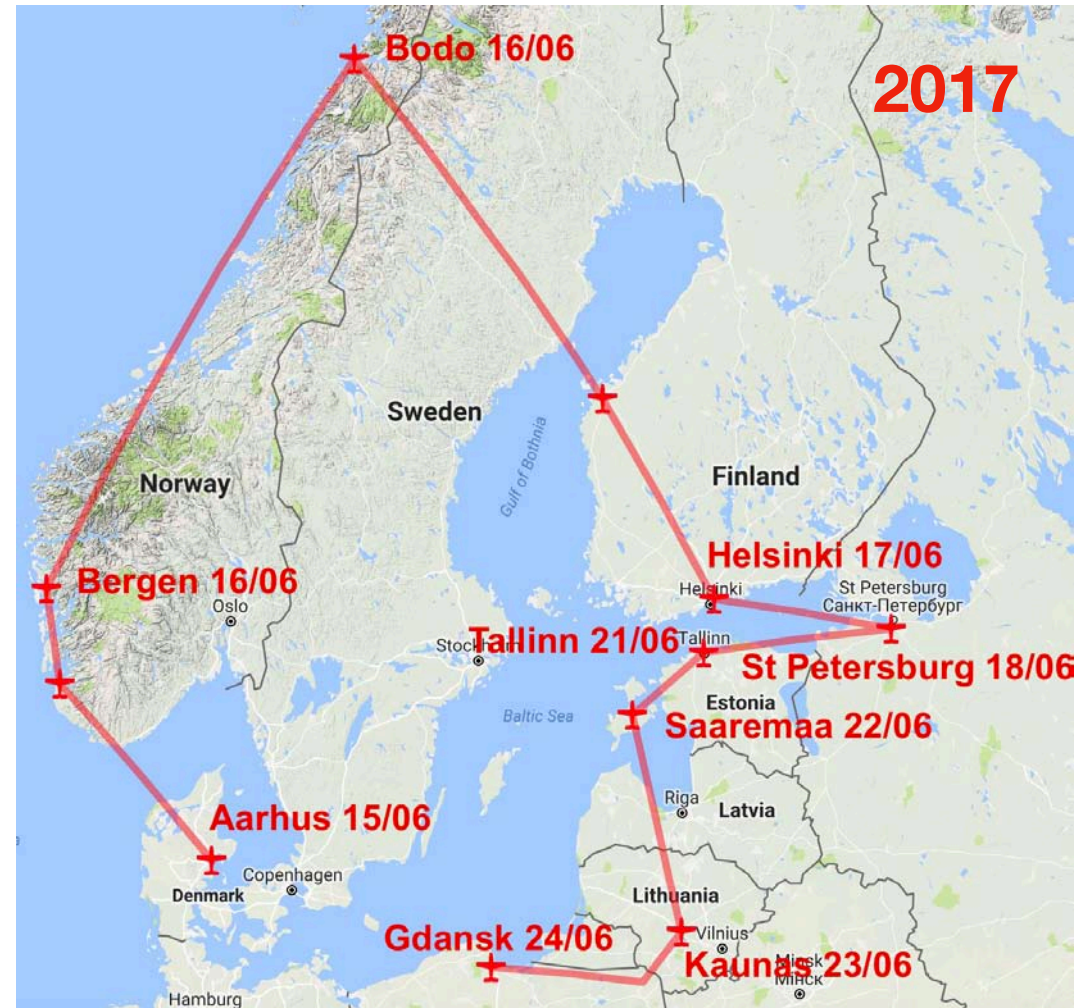 Bodo 16/06
2017
Sweden
Gulf of Bothnia
Norway
Finland
Helsinki 17/06
Bergen 16/06
Helsinki
St Petersburg
Санкт-Петербург
Oslo
Tallinn 21/06
Tallinn
Stockholm
St Petersburg 18/06
Estonia
Baltic Sea
Saaremaa 22/06
Riga
Latvia
Aarhus 15/06
Copenhagen
Denmark
Lithuania
Vilnius
Gdansk 24/06
Kaunas 23/06
Minsk
Мінск
Hamburg